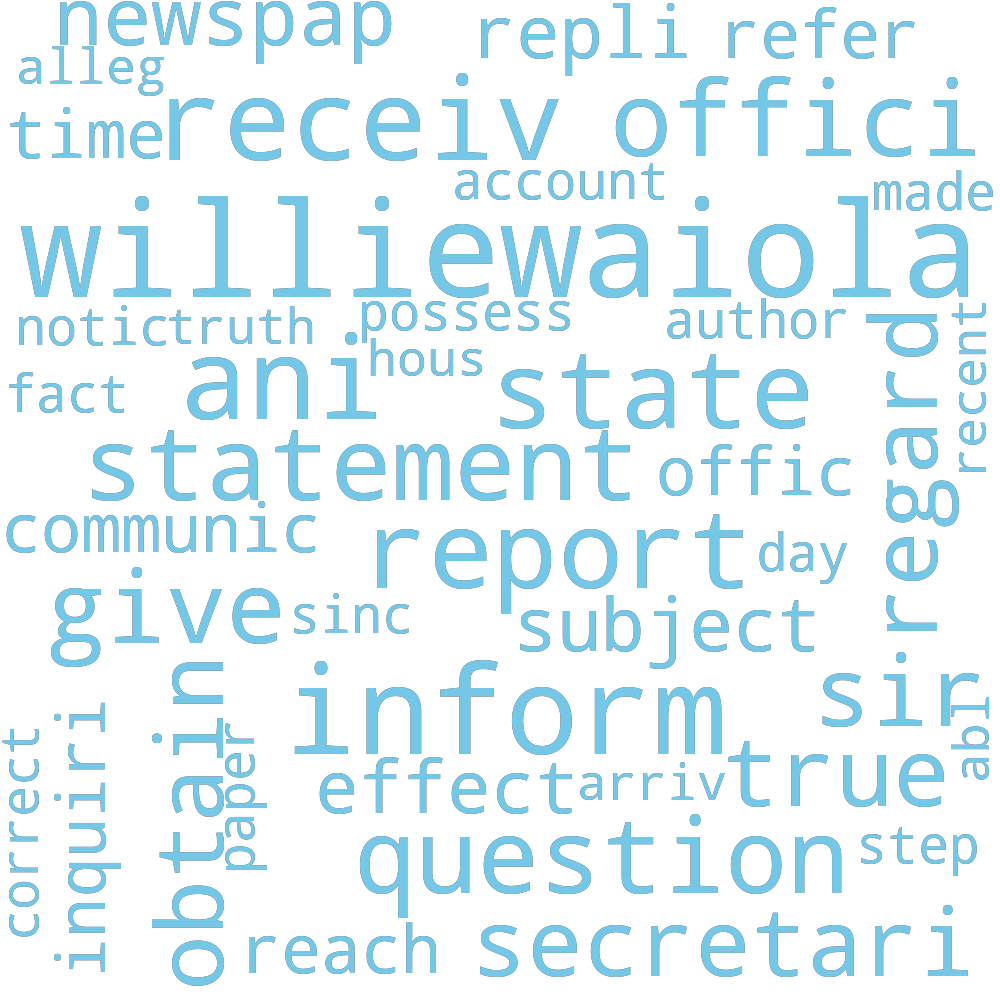 newspap
repli
refer
alleg
time
receiv
offici
account
made
williewaiola
notic
truth
possess
author
recent
hous
ani
fact
state
regard
statement
offic
communic
report
day
give
sinc
subject
inform
sir
abl
obtain
inquiri
correct
paper
effect
arriv
true
question
step
reach
secretari